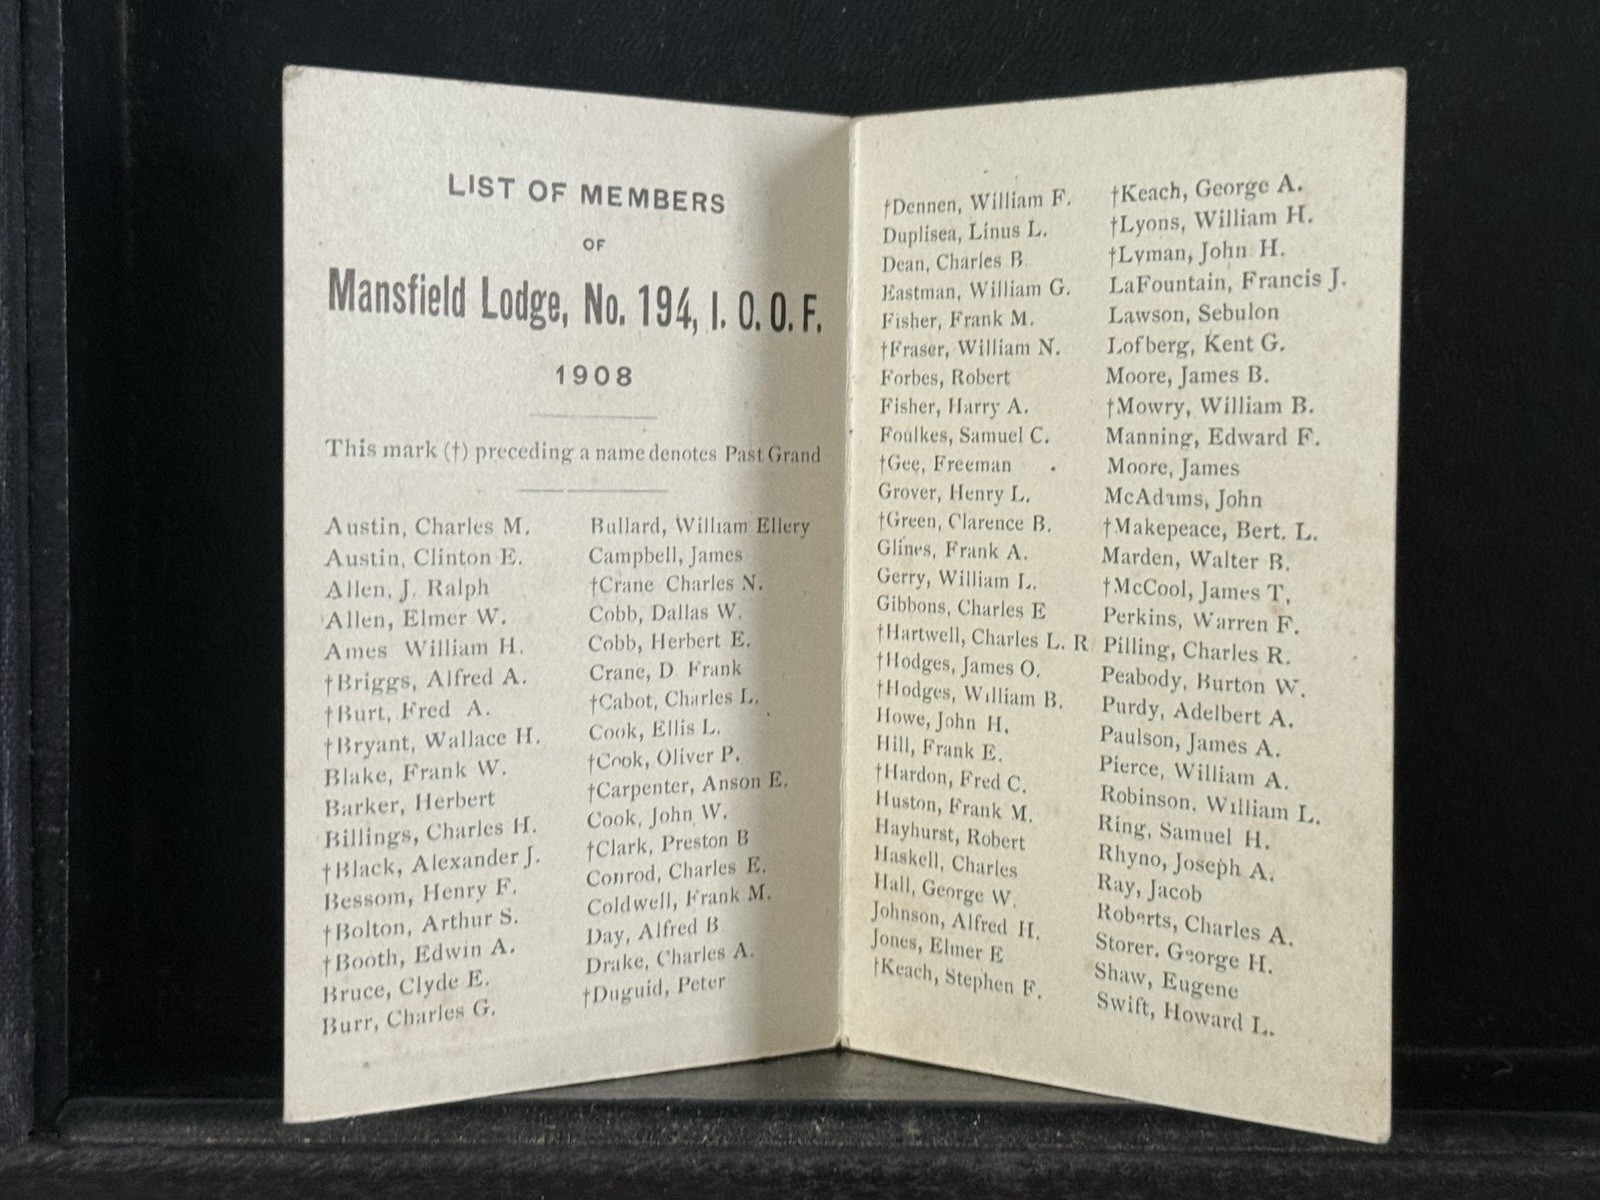 LIST OF MEMBERS
OF
Mansfield Lodge, No. 194, I. O. O. F.
1908
This mark (†) preceding a name denotes Past Grand
Austin, Charles M.
Austin, Clinton E.
Allen, J. Ralph
Allen, Elmer W.
Ames William H.
†Briggs, Alfred A.
†Burt, Fred A.
†Bryant, Wallace H.
Blake, Frank W.
Barker, Herbert
Billings, Charles H.
†Black, Alexander J.
Bessom, Henry F.
†Bolton, Arthur S.
†Booth, Edwin A.
Bruce, Clyde E.
Burr, Charles G.
Bullard, William Ellery
Campbell, James
†Crane Charles N.
Cobb, Dallas W.
Cobb, Herbert E.
Crane, D Frank
†Cabot, Charles L.
Cook, Ellis L.
†Cook, Oliver P.
†Carpenter, Anson E.
Cook, John W.
†Clark, Preston B
Conrod, Charles E.
Coldwell, Frank M.
Day, Alfred B
Drake, Charles A.
†Duguid, Peter
†Dennen, William F.
Duplisea, Linus L.
Dean, Charles B
Eastman, William G.
Fisher, Frank M.
†Fraser, William N.
Forbes, Robert
Fisher, Harry A.
Foulkes, Samuel C.
†Gee, Freeman
Grover, Henry L.
†Green, Clarence B.
Glines, Frank A.
Gerry, William L.
Gibbons, Charles E
†Hartwell, Charles L. R
†Hodges, James O.
†Hodges, William B.
Howe, John H.
Hill, Frank E.
†Hardon, Fred C.
Huston, Frank M.
Hayhurst, Robert
Haskell, Charles
Hall, George W.
Johnson, Alfred H.
Jones, Elmer E
†Keach, Stephen F.
†Keach, George A.
†Lyons, William H.
†Lyman, John H.
LaFountain, Francis J.
Lawson, Sebulon
Lofberg, Kent G.
Moore, James B.
†Mowry, William B.
Manning, Edward F.
Moore, James
McAdams, John
†Makepeace, Bert. L.
Marden, Walter B.
†McCool, James T.
Perkins, Warren F.
Pilling, Charles R.
Peabody, Burton W.
Purdy, Adelbert A.
Paulson, James A.
Pierce, William A.
Robinson. William L.
Ring, Samuel H.
Rhyno, Joseph A.
Ray, Jacob
Roberts, Charles A.
Storer. George H.
Shaw, Eugene
Swift, Howard L.